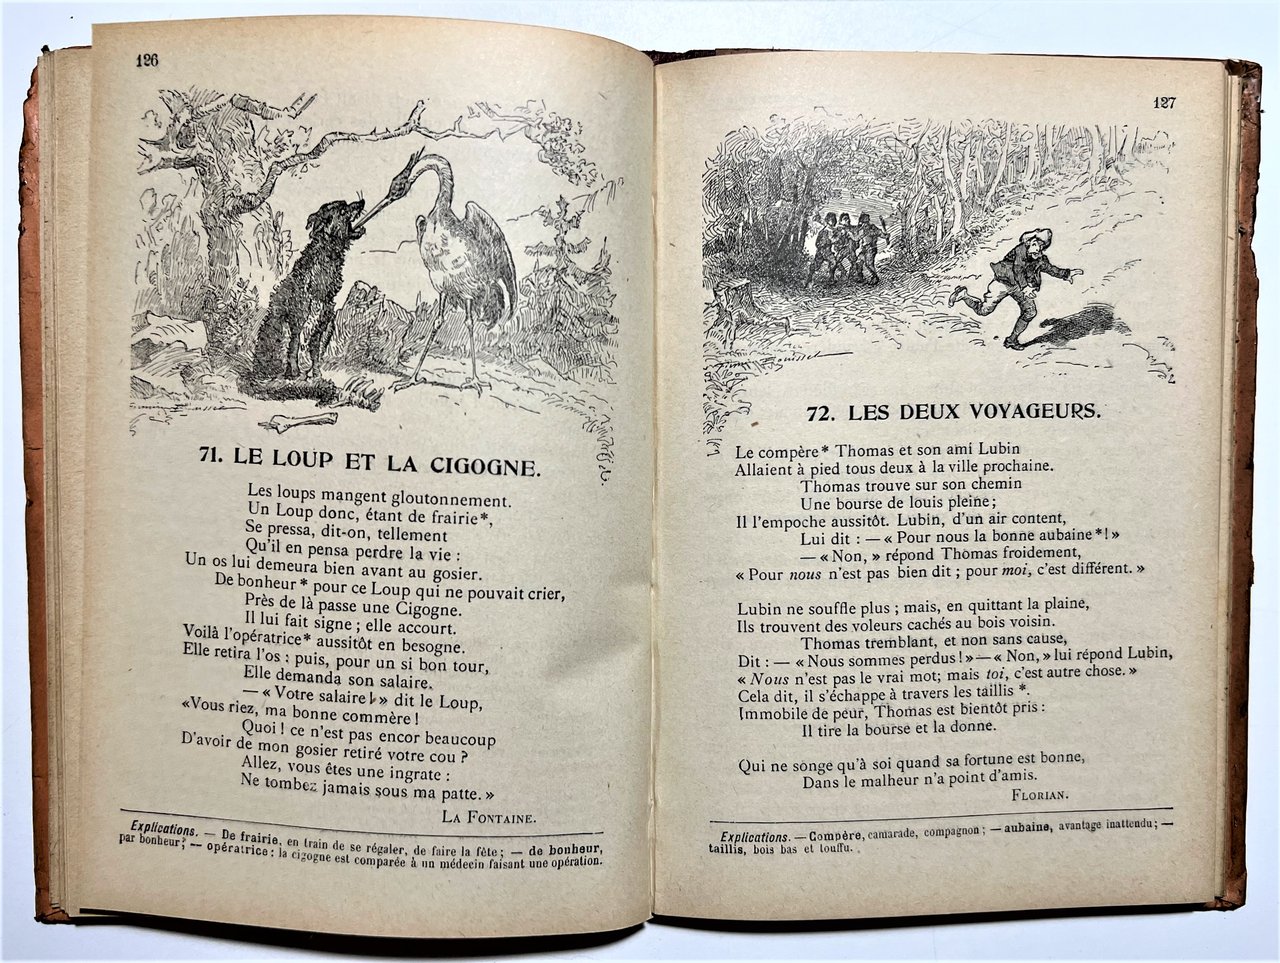 126
71. LE LOUP ET LA CIGOGNE.
Les loups mangent gloutonnement.
Un Loup donc, étant de frairie*,
Se pressa, dit-on, tellement
Qu'il en pensa perdre la vie :
Un os lui demeura bien avant au gosier.
De bonheur* pour ce Loup qui ne pouvait crier,
Près de là passe une Cigogne.
Il lui fait signe ; elle accourt.
Voilà l'opératrice* aussitôt en besogne.
Elle retira l'os ; puis, pour un si bon tour,
Elle demanda son salaire.
— « Votre salaire ! » dit le Loup,
«Vous riez, ma bonne commère !
Quoi ! ce n'est pas encor beaucoup
D'avoir de mon gosier retiré votre cou ?
Allez, vous êtes une ingrate :
Ne tombez jamais sous ma patte. »
LA FONTAINE.
Explications. — De frairie, en train de se régaler, de faire la fête ; — de bonheur,
par bonheur ; — opératrice : la cigogne est comparée à un médecin faisant une opération.
127
72. LES DEUX VOYAGEURS.
Le compère* Thomas et son ami Lubin
Allaient à pied tous deux à la ville prochaine.
Thomas trouve sur son chemin
Une bourse de louis pleine ;
Il l'empoche aussitôt. Lubin, d'un air content,
Lui dit : — « Pour nous la bonne aubaine*! »
— « Non, » répond Thomas froidement,
« Pour nous n'est pas bien dit ; pour moi, c'est différent. »
Lubin ne souffle plus ; mais, en quittant la plaine,
Ils trouvent des voleurs cachés au bois voisin.
Thomas tremblant, et non sans cause,
Dit : — « Nous sommes perdus ! » — « Non, » lui répond Lubin,
« Nous n'est pas le vrai mot; mais toi, c'est autre chose. »
Cela dit, il s'échappe à travers les taillis *.
Immobile de peur, Thomas est bientôt pris :
Il tire la bourse et la donne.
Qui ne songe qu'à soi quand sa fortune est bonne,
Dans le malheur n'a point d'amis.
FLORIAN.
Explications. — Compère, camarade, compagnon ; — aubaine, avantage inattendu ; —
taillis, bois bas et touffu.